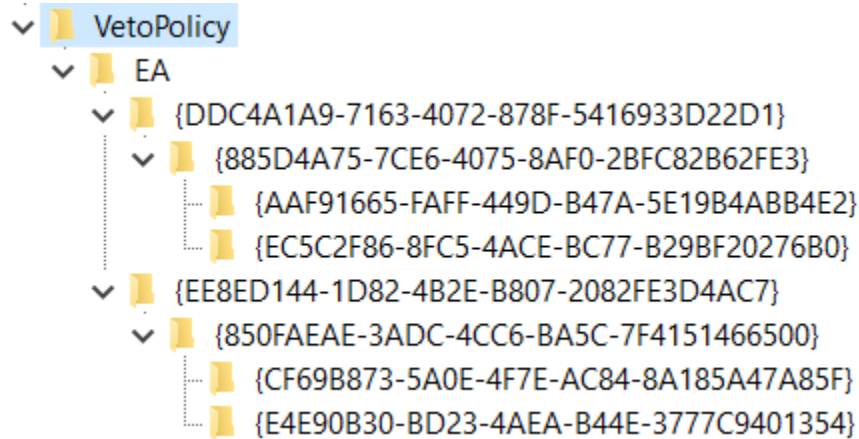 VetoPolicy
EA
{DDC4A1A9-7163-4072-878F-5416933D22D1}
{885D4A75-7CE6-4075-8AF0-2BFC82B62FE3}
{AAF91665-FAFF-449D-B47A-5E19B4ABB4E2}
{EC5C2F86-8FC5-4ACE-BC77-B29BF20276B0}
{EE8ED144-1D82-4B2E-B807-2082FE3D4AC7}
{850FAEAE-3ADC-4CC6-BA5C-7F4151466500}
{CF69B873-5A0E-4F7E-AC84-8A185A47A85F}
{E4E90B30-BD23-4AEA-B44E-3777C9401354}